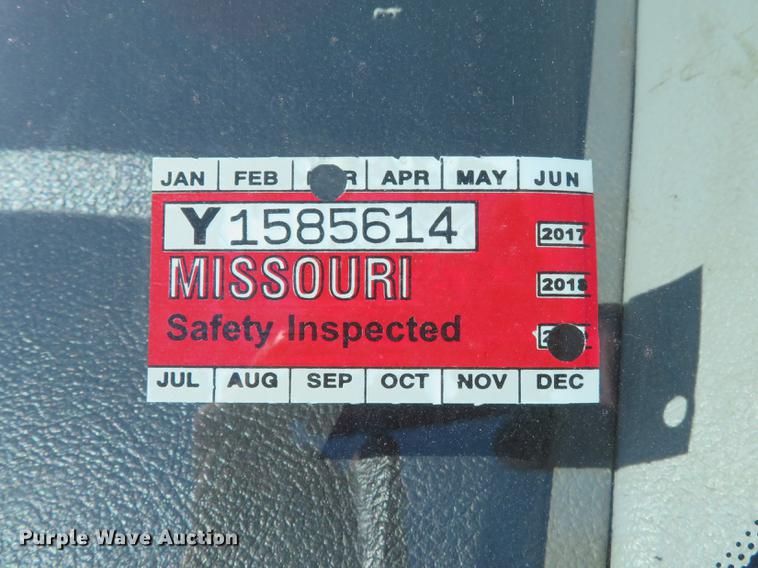 JAN FEB APR MAY JUN
Y1585614
2017
MISSOURI
2018
Safety Inspected
JUL AUG SEP OCT NOV DEC
Purple Wave Auction